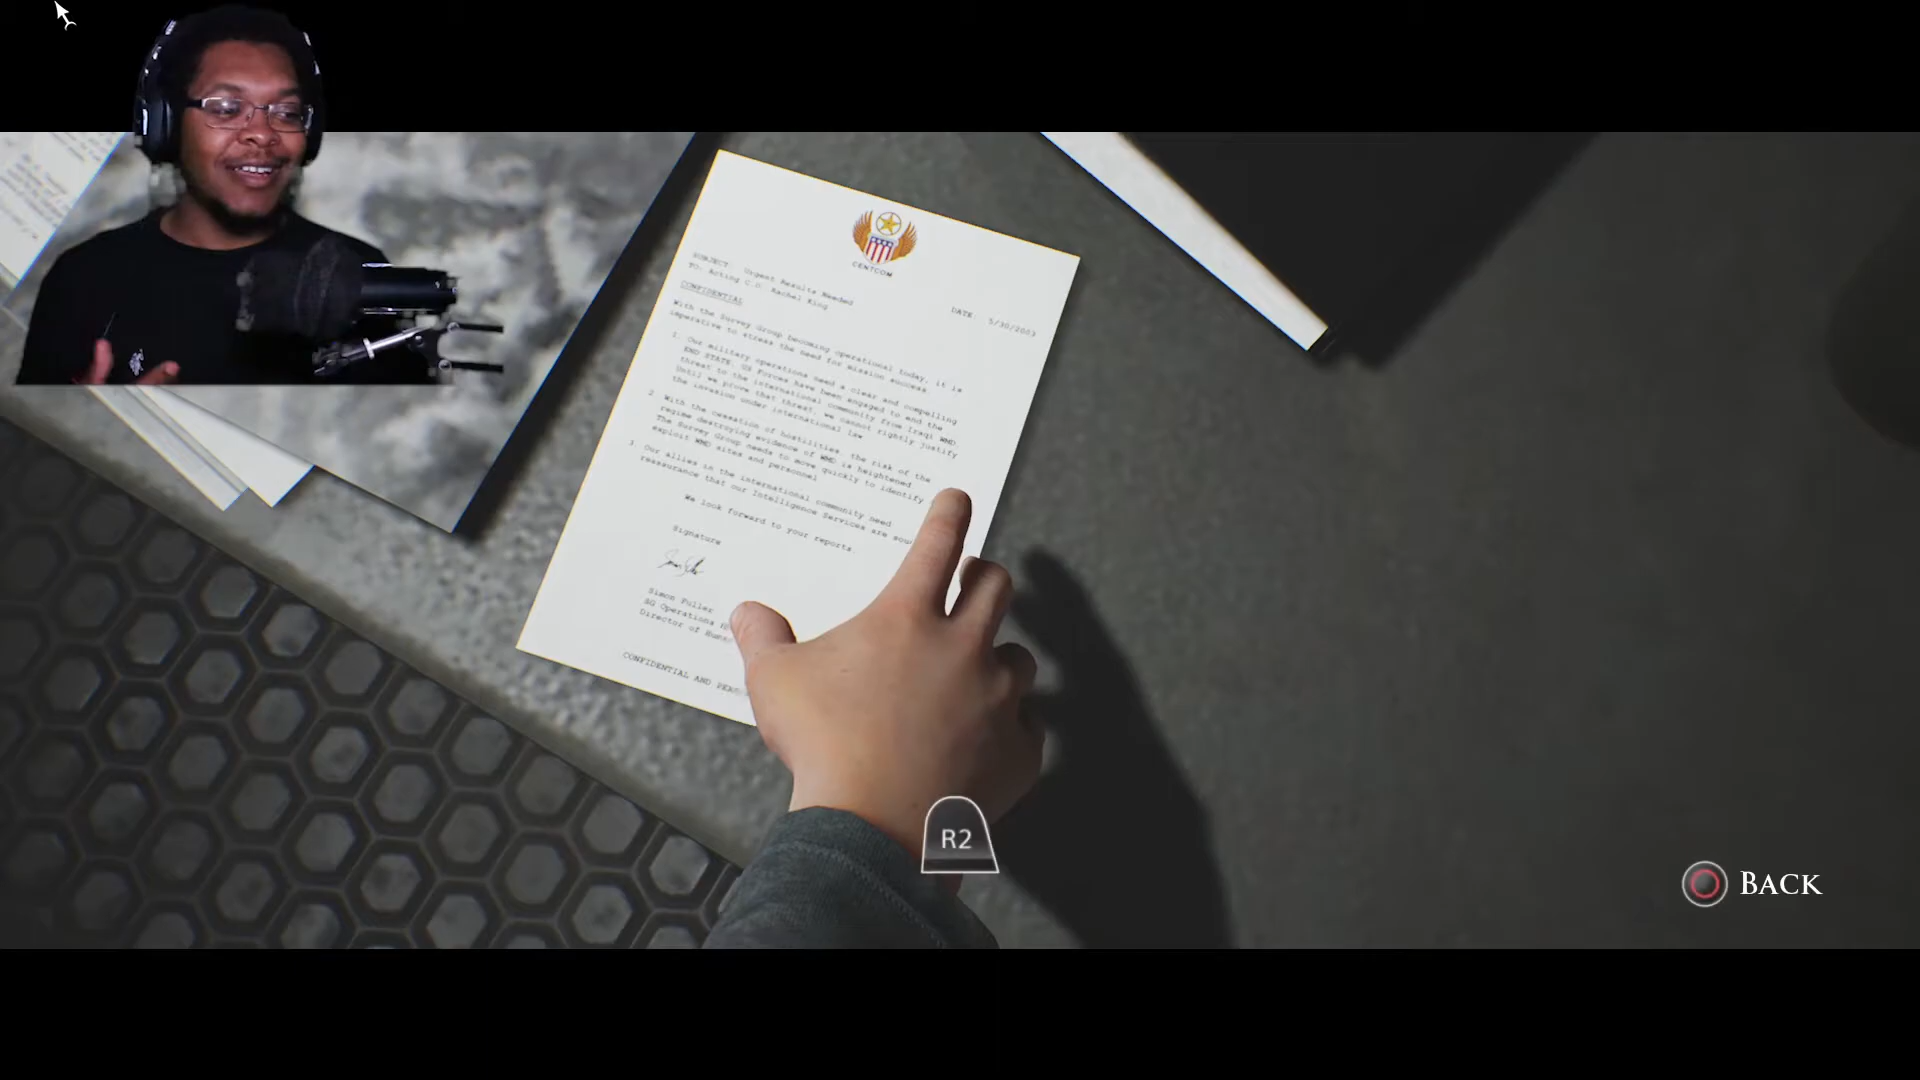 CENTCOM
SUBJECT: Urgent Results Needed
TO: Acting C.O. Rachel King
DATE: 5/30/2003
CONFIDENTIAL
With the Survey Group becoming operational today, it is
imperative to stress the need for mission success.
1. Our military operations need a clear and compelling
END STATE. US Forces have been engaged to end the
threat to the international community from Iraqi WMD
Until we prove that threat, we cannot rightly justify
the invasion under international law
2. With the cessation of hostilities, the risk of the
regime destroying evidence of WMD is heightened
The Survey Group needs to move quickly to identify
exploit WMD sites and personnel
3. Our allies in the international community need
reassurance that our Intelligence Services are
We look forward to your reports.
Signature
Simon Fuller
SG Operations
Director of
CONFIDENTIAL AND
R2
BACK